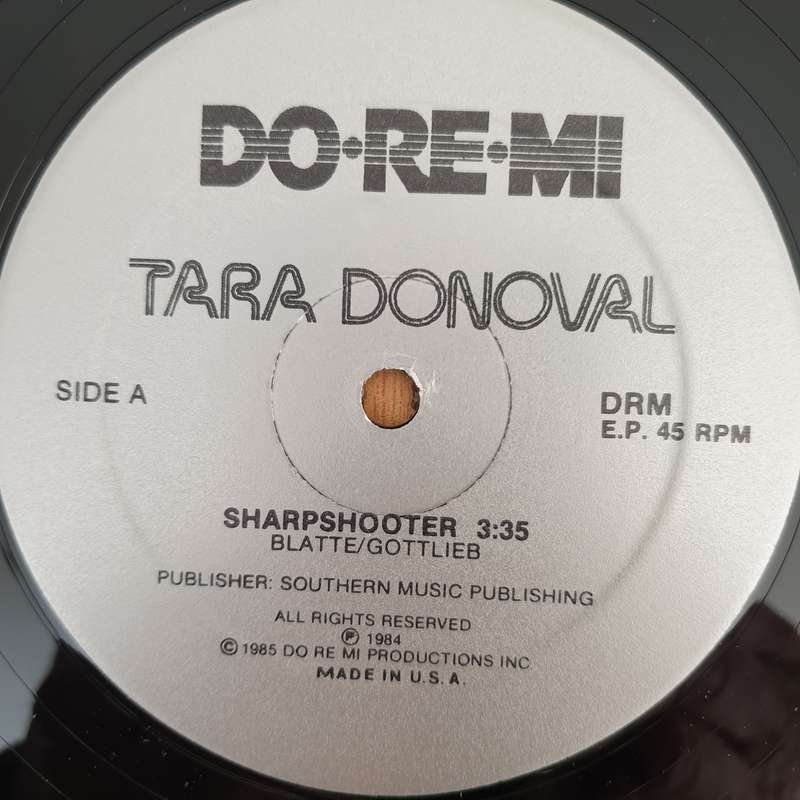 DO•RE•MI
TARA DONOVAL
SIDE A
DRM
E.P. 45 RPM
SHARPSHOOTER 3:35
BLATTE/GOTTLIEB
PUBLISHER: SOUTHERN MUSIC PUBLISHING
ALL RIGHTS RESERVED
℗ 1984
© 1985 DO RE MI PRODUCTIONS INC
MADE IN U.S.A.